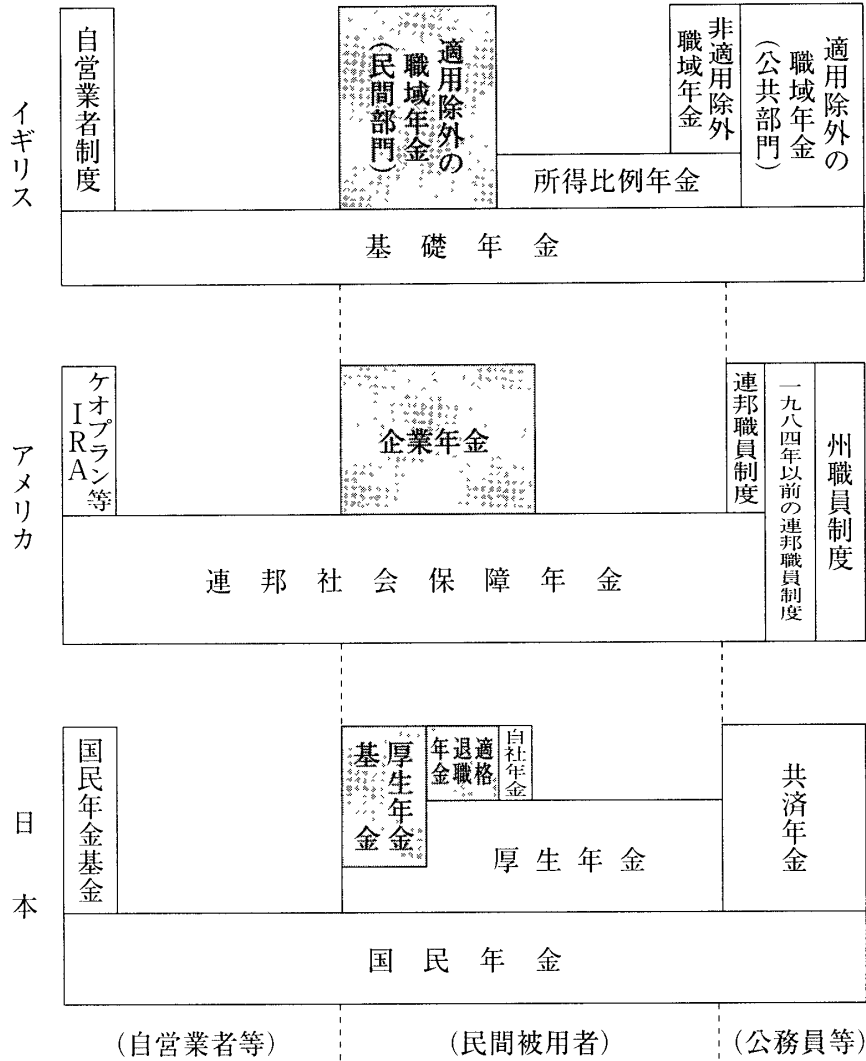 イギリス
自営業者制度
適用除外の
職域年金
(民間部門)
非適用除外
職域年金
適用除外の
職域年金
(公共部門)
所得比例年金
基礎年金
アメリカ
ケオプラン等
IRA
企業年金
連邦職員制度
一九八四年以前の連邦職員制度
州職員制度
連邦社会保障年金
日本
国民年金基金
厚生年金
基金
適格
退職
年金
自社年金
厚生年金
共済年金
国民年金
(自営業者等)
(民間被用者)
(公務員等)